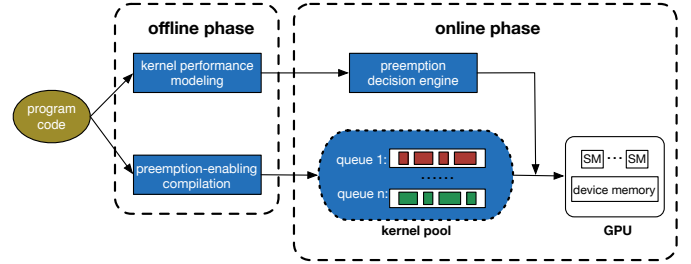 offline phase
online phase
kernel performance
modeling
preemption
decision engine
program
code
preemption-enabling
compilation
queue 1:
......
queue n:
kernel pool
SM ... SM
device memory
GPU